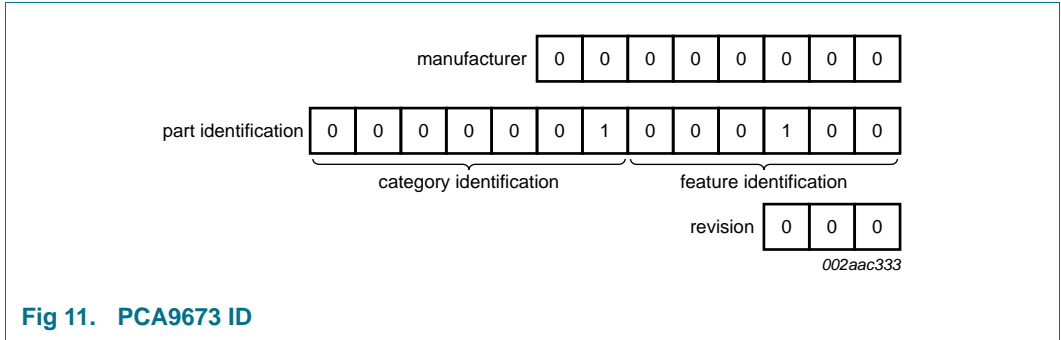 manufacturer 0 0 0 0 0 0 0 0
part identification 0 0 0 0 0 0 1 0 0 0 1 0 0
category identification feature identification
revision 0 0 0
002aac333
Fig 11. PCA9673 ID